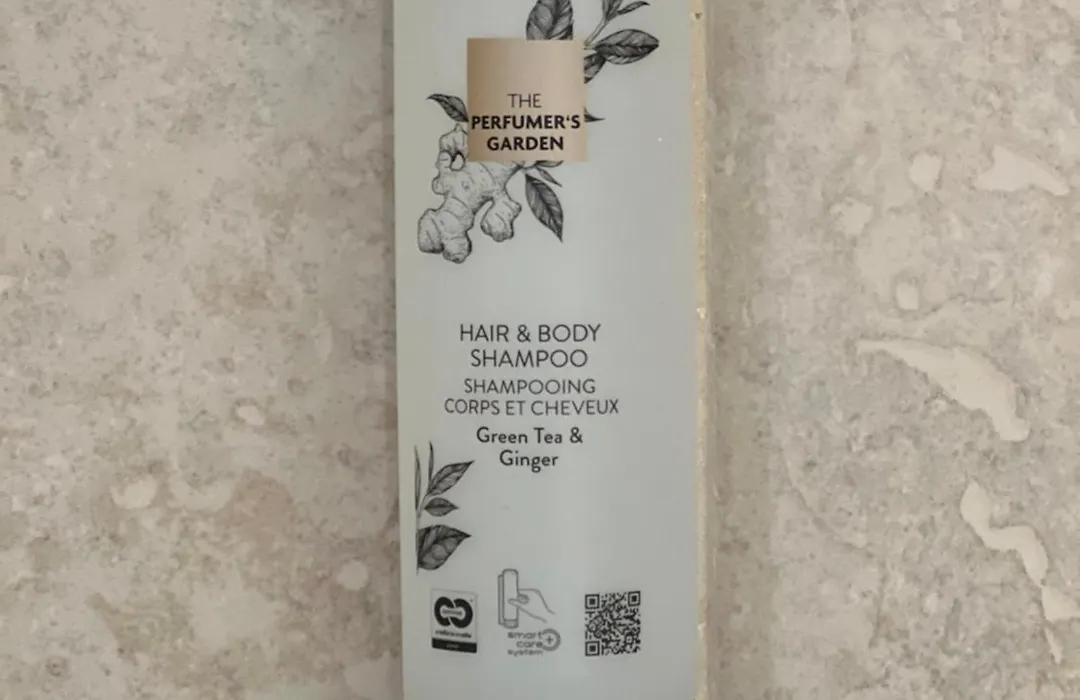 THE
PERFUMER'S
GARDEN
HAIR & BODY
SHAMPOO
SHAMPOOING
CORPS ET CHEVEUX
Green Tea &
Ginger
smart
care
system